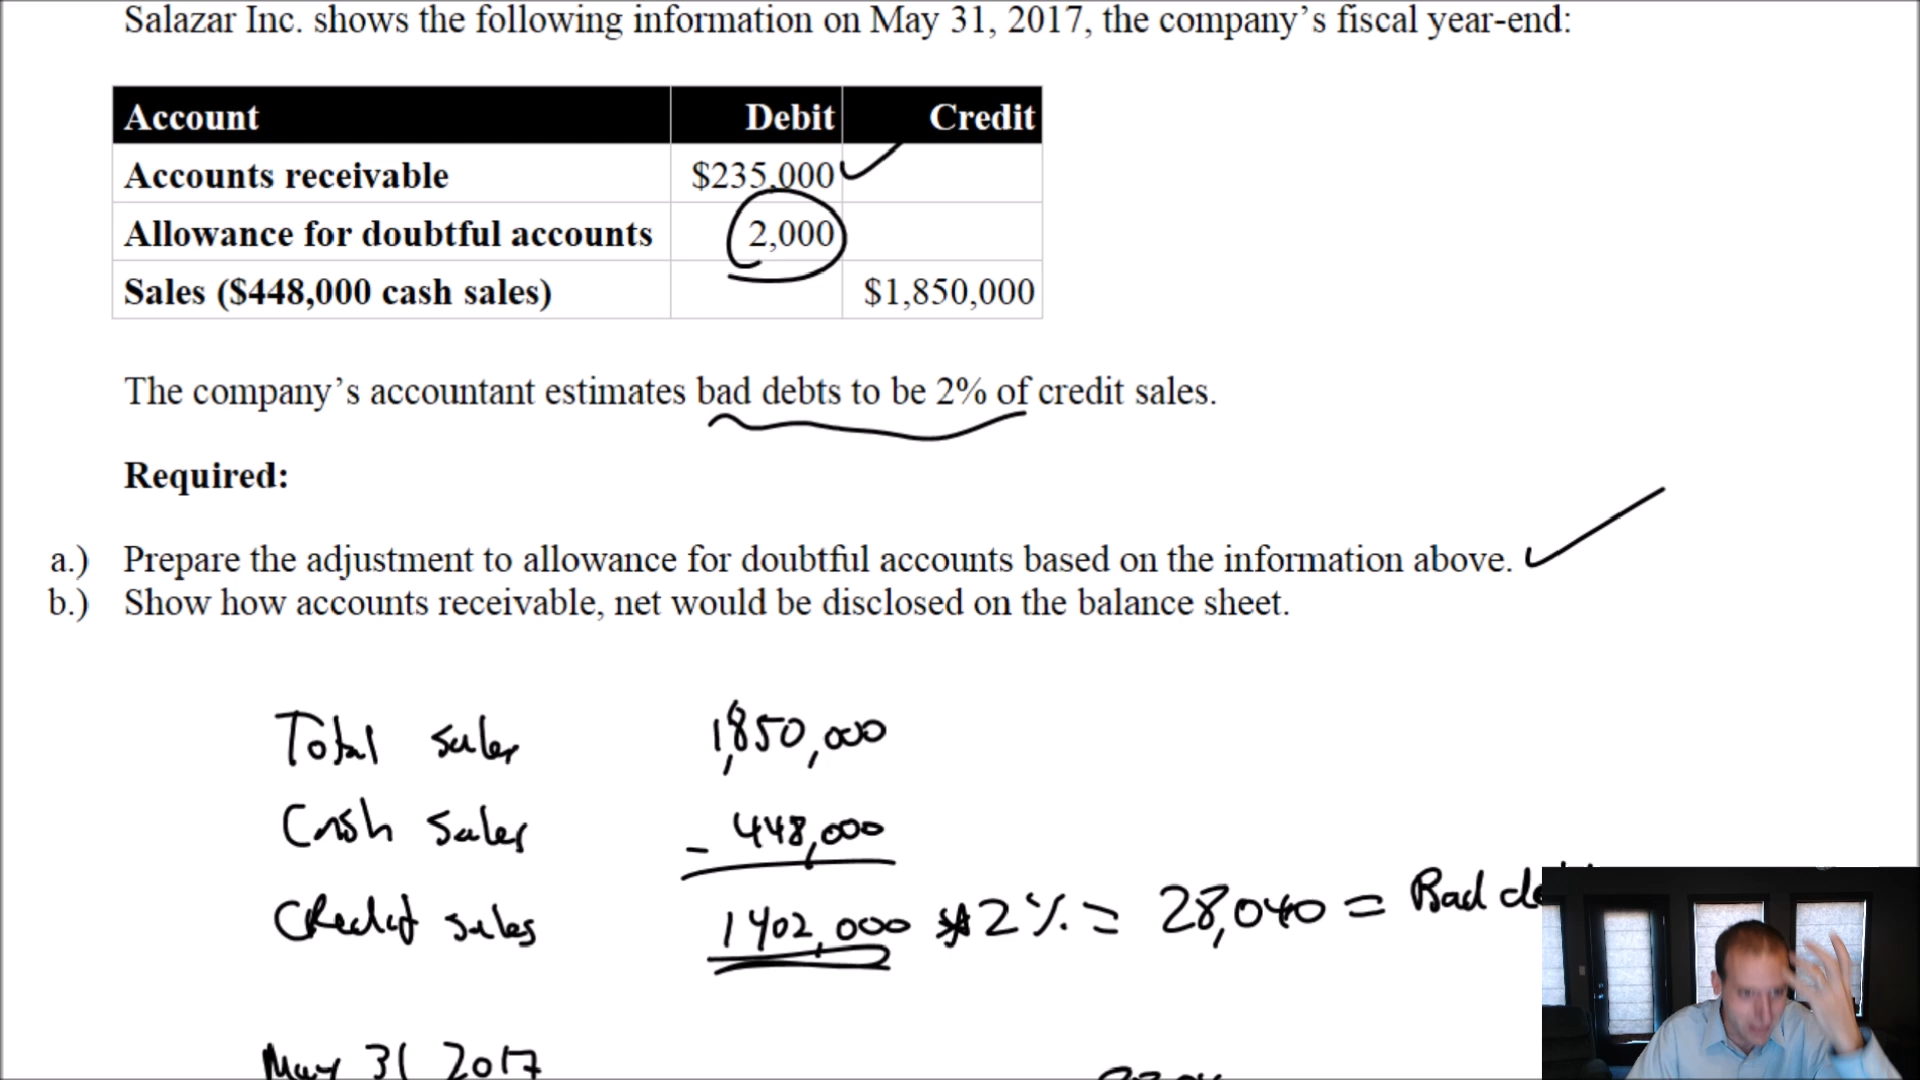 Salazar Inc. shows the following information on May 31, 2017, the company's fiscal year-end:
Account Debit Credit
Accounts receivable $235,000
Allowance for doubtful accounts 2,000
Sales ($448,000 cash sales) $1,850,000
The company's accountant estimates bad debts to be 2% of credit sales.
Required:
a.) Prepare the adjustment to allowance for doubtful accounts based on the information above.
b.) Show how accounts receivable, net would be disclosed on the balance sheet.
Total sales 1,850,000
Cash sales - 448,000
Credit sales 1402,000 * 2% = 28,040 = Bad de
May 31 2017